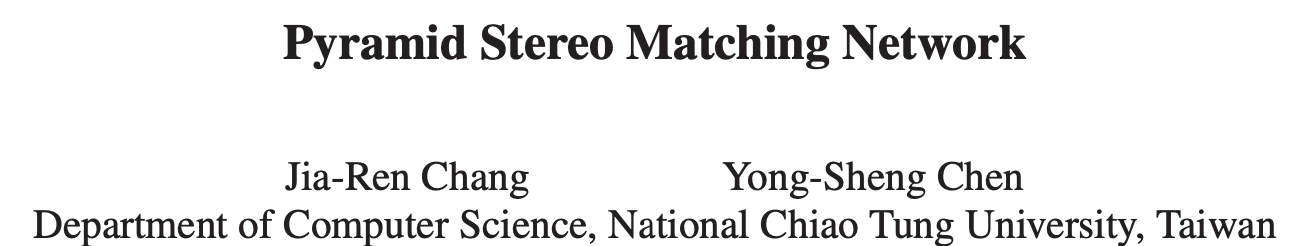 Pyramid Stereo Matching Network
Jia-Ren Chang Yong-Sheng Chen
Department of Computer Science, National Chiao Tung University, Taiwan